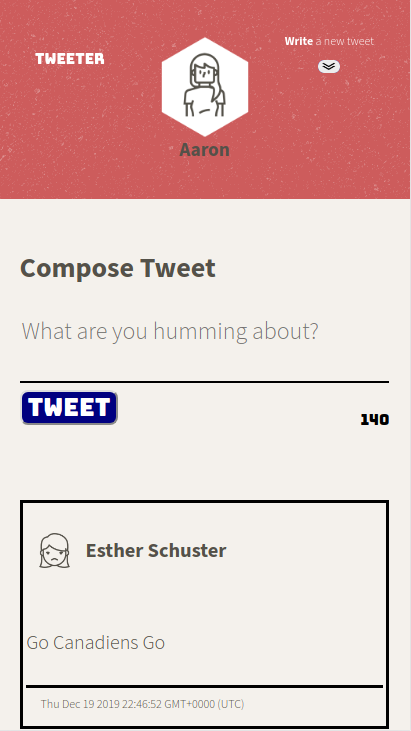 TWEETER
Write a new tweet
Aaron
Compose Tweet
What are you humming about?
TWEET
140
Esther Schuster
Go Canadiens Go
Thu Dec 19 2019 22:46:52 GMT+0000 (UTC)